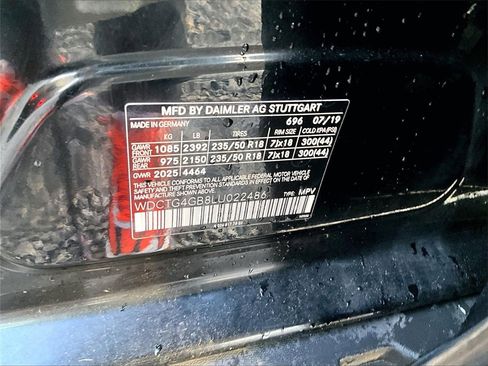 MFD BY DAIMLER AG STUTTGART
MADE IN GERMANY 696 07/19
KG LB TIRES RIM SIZE COLD KPA(PSI)
GAWR FRONT 1085 2392 235/50 R18 7Jx18 300(44)
GAWR REAR 975 2150 235/50 R18 7Jx18 300(44)
GVWR 2025 4464
THIS VEHICLE CONFORMS TO ALL APPLICABLE FEDERAL MOTOR VEHICLE
SAFETY STANDARDS IN EFFECT ON THE DATE OF
MANUFACTURE SHOWN ABOVE.
WDCTG4GB8LU022486 TYPE: MPV